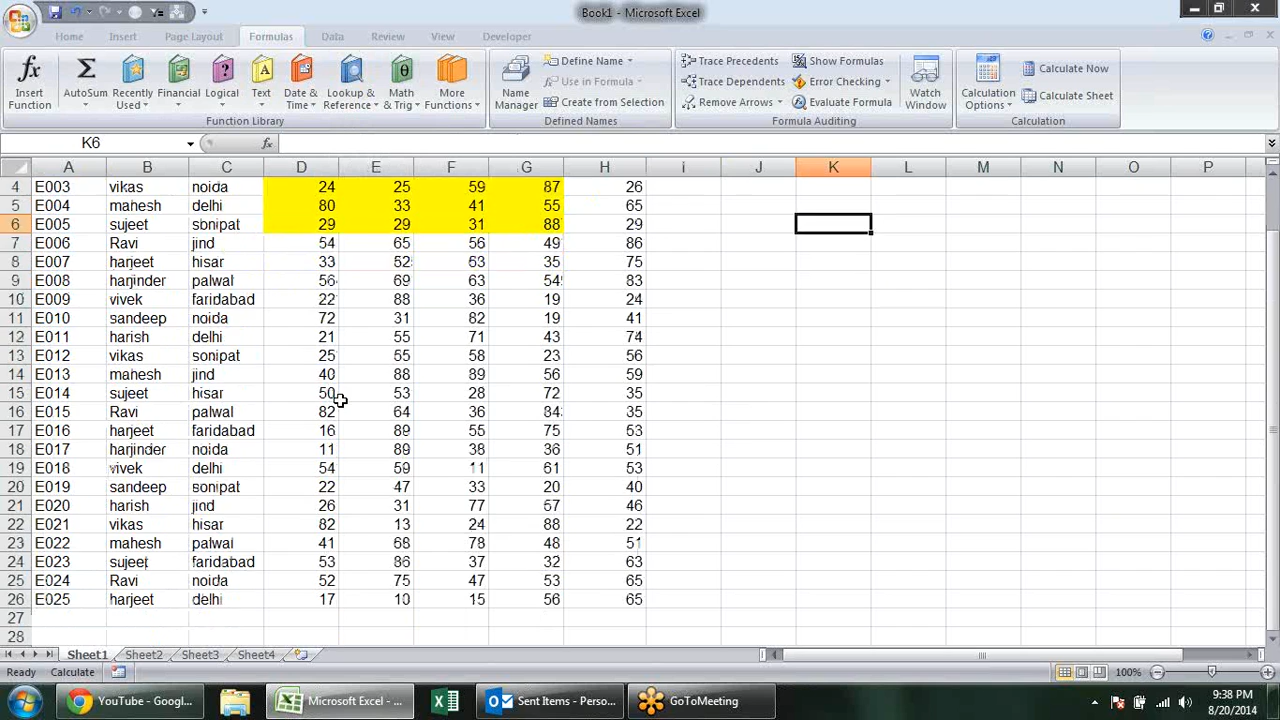 Book1 - Microsoft Excel
Home Insert Page Layout Formulas Data Review View Developer
Insert Function
AutoSum
Recently Used
Financial
Logical
Text
Date & Time
Lookup & Reference
Math & Trig
More Functions
Function Library
Name Manager
Define Name
Use in Formula
Create from Selection
Defined Names
Trace Precedents
Trace Dependents
Remove Arrows
Show Formulas
Error Checking
Evaluate Formula
Watch Window
Formula Auditing
Calculation Options
Calculate Now
Calculate Sheet
Calculation
K6 fx
A B C D E F G H I J K L M N O P
4 E003 vikas noida 24 25 59 87 26
5 E004 mahesh delhi 80 33 41 55 65
6 E005 sujeet sonipat 29 29 31 88 29
7 E006 Ravi jind 54 65 56 49 86
8 E007 harjeet hisar 33 52 63 35 75
9 E008 harjinder palwal 56 69 63 54 83
10 E009 vivek faridabad 22 88 36 19 24
11 E010 sandeep noida 72 31 82 19 41
12 E011 harish delhi 21 55 71 43 74
13 E012 vikas sonipat 25 55 58 23 56
14 E013 mahesh jind 40 88 89 56 59
15 E014 sujeet hisar 50 53 28 72 35
16 E015 Ravi palwal 82 64 36 84 35
17 E016 harjeet faridabad 16 89 55 75 53
18 E017 harjinder noida 11 89 38 36 51
19 E018 vivek delhi 54 59 11 61 53
20 E019 sandeep sonipat 22 47 33 20 40
21 E020 harish jind 26 31 77 57 46
22 E021 vikas hisar 82 13 24 88 22
23 E022 mahesh palwal 41 68 78 48 51
24 E023 sujeet faridabad 53 86 37 32 63
25 E024 Ravi noida 52 75 47 53 65
26 E025 harjeet delhi 17 10 15 56 65
27
28
Sheet1 Sheet2 Sheet3 Sheet4
Ready Calculate 100%
YouTube - Googl... Microsoft Excel - ... Sent Items - Perso... GoToMeeting
9:38 PM
8/20/2014